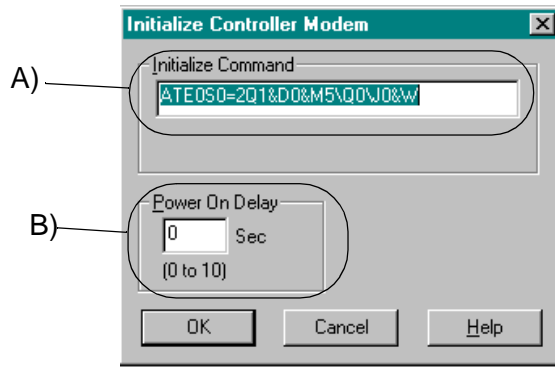 Initialize Controller Modem
A)
Initialize Command
ATE0S0=2Q1&D0&M5\Q0\J0&W
B)
Power On Delay
0 Sec
(0 to 10)
OK Cancel Help